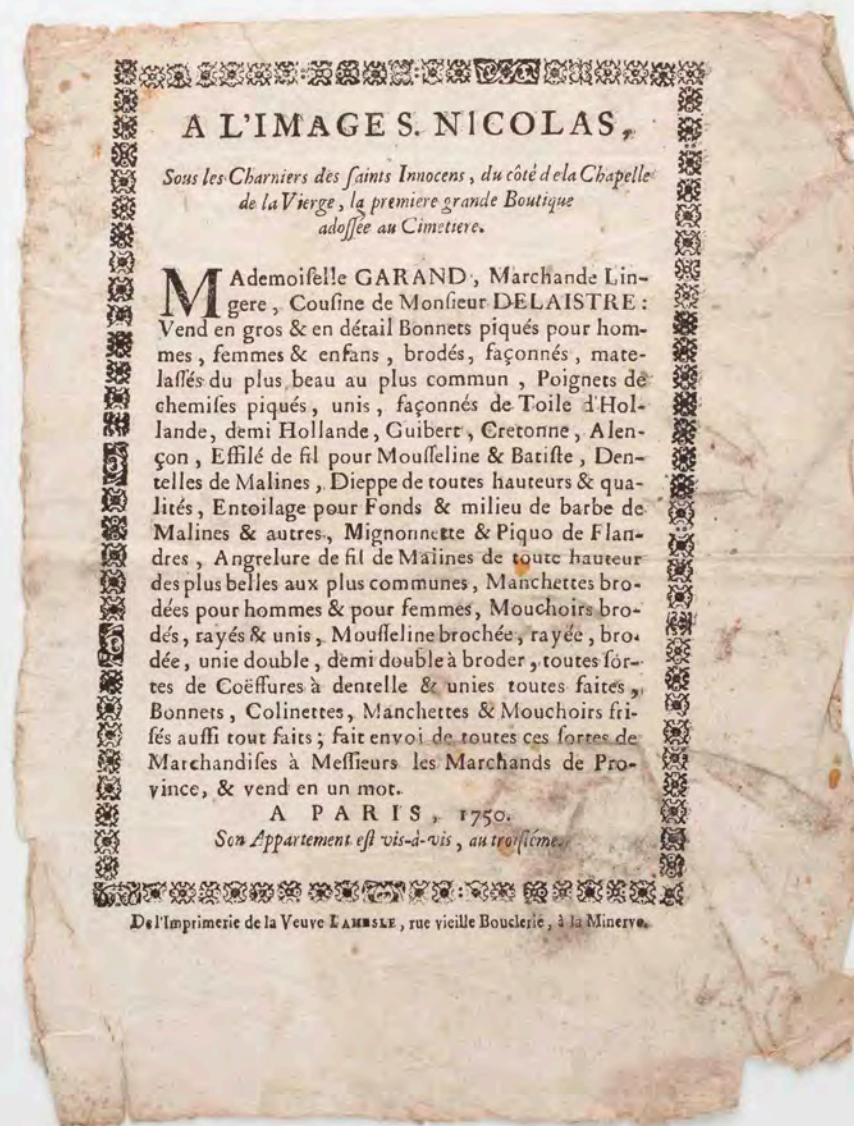 A L'IMAGE S. NICOLAS,
Sous les Charniers des ſaints Innocens, du côté de la Chapelle
de la Vierge, la premiere grande Boutique
adoſſée au Cimetiere.
MAdemoiſelle GARAND, Marchande Lin-
gere, Couſine de Monſieur DELAISTRE:
Vend en gros & en détail Bonnets piqués pour hom-
mes, femmes & enfans, brodés, façonnés, mate-
laſſés du plus beau au plus commun, Poignets de
chemiſes piqués, unis, façonnés de Toile d'Hol-
lande, demi Hollande, Guibert, Cretonne, Alen-
çon, Effilé de fil pour Mouſſeline & Batiſte, Den-
telles de Malines, Dieppe de toutes hauteurs & qua-
lités, Entoilage pour Fonds & milieu de barbe de
Malines & autres, Mignonnette & Piquo de Flan-
dres, Angrelure de fil de Malines de toute hauteur
des plus belles aux plus communes, Manchettes bro-
dées pour hommes & pour femmes, Mouchoirs bro-
dés, rayés & unis, Mouſſeline brochée, rayée, bro-
dée, unie double, demi double à broder, toutes ſor-
tes de Coëffures à dentelle & unies toutes faites,
Bonnets, Colinettes, Manchettes & Mouchoirs fri-
ſés auſſi tout faits; fait envoi de toutes ces ſortes de
Marchandiſes à Meſſieurs les Marchands de Pro-
vince, & vend en un mot.
A PARIS, 1750.
Son Appartement eſt vis-à-vis, au troiſiéme.
De l'Imprimerie de la Veuve LAMESLE, rue vieille Bouclerie, à la Minerve.